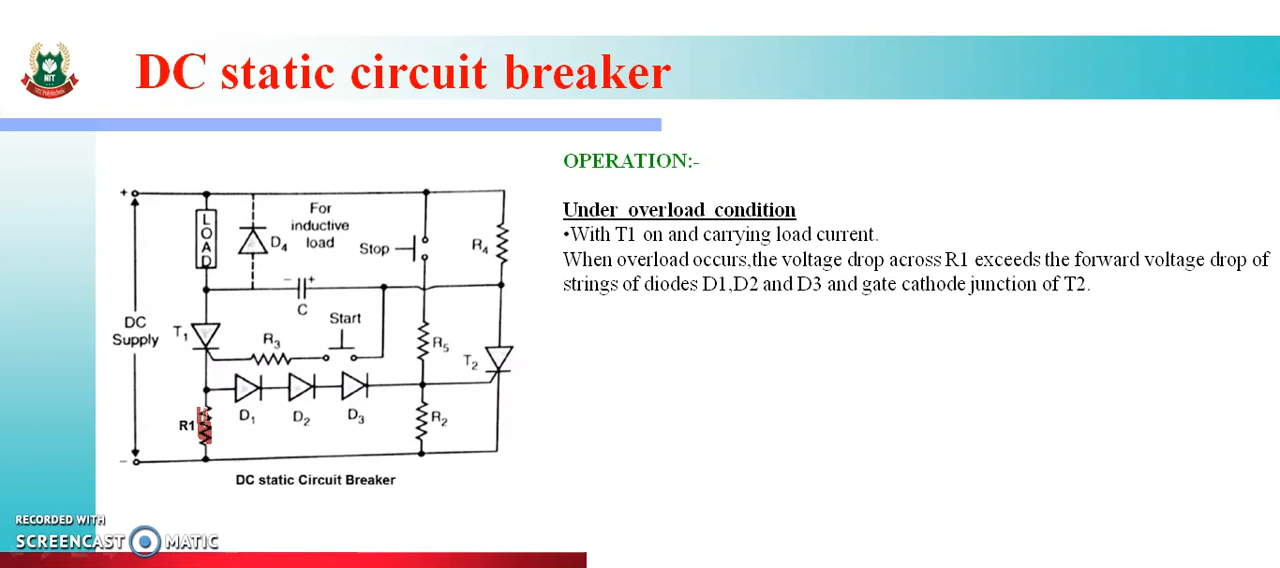 DC static circuit breaker
NIT
NIT Polytechnic
OPERATION:-
Under overload condition
•With T1 on and carrying load current.
When overload occurs,the voltage drop across R1 exceeds the forward voltage drop of
strings of diodes D1,D2 and D3 and gate cathode junction of T2.
+
LOAD
D4
For
inductive
load
Stop
R4
− +
C
DC
Supply
T1
R3
Start
R5
T2
D1
D2
D3
R2
R1
−
DC static Circuit Breaker
RECORDED WITH
SCREENCAST MATIC